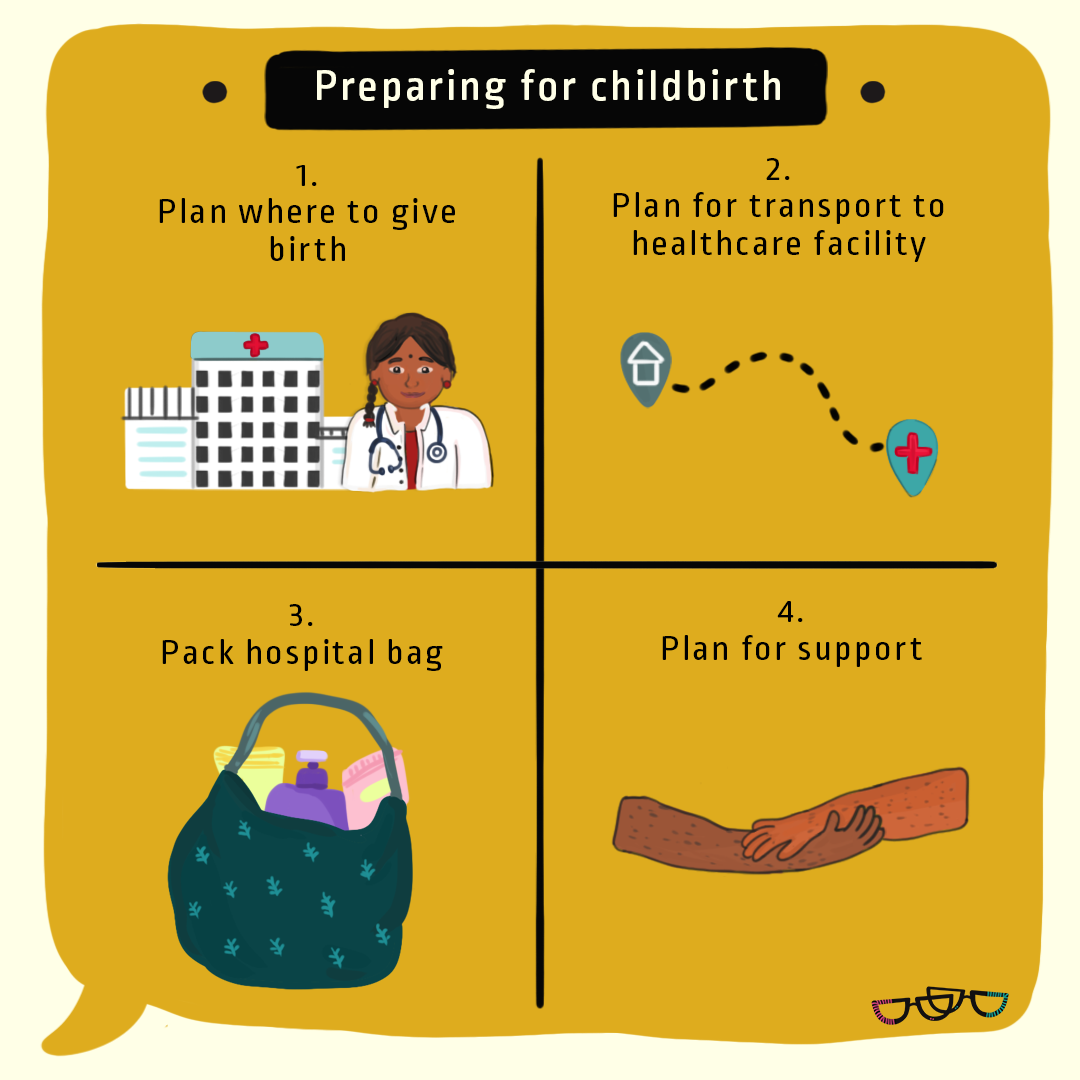 Preparing for childbirth
1.
Plan where to give
birth
2.
Plan for transport to
healthcare facility
3.
Pack hospital bag
4.
Plan for support